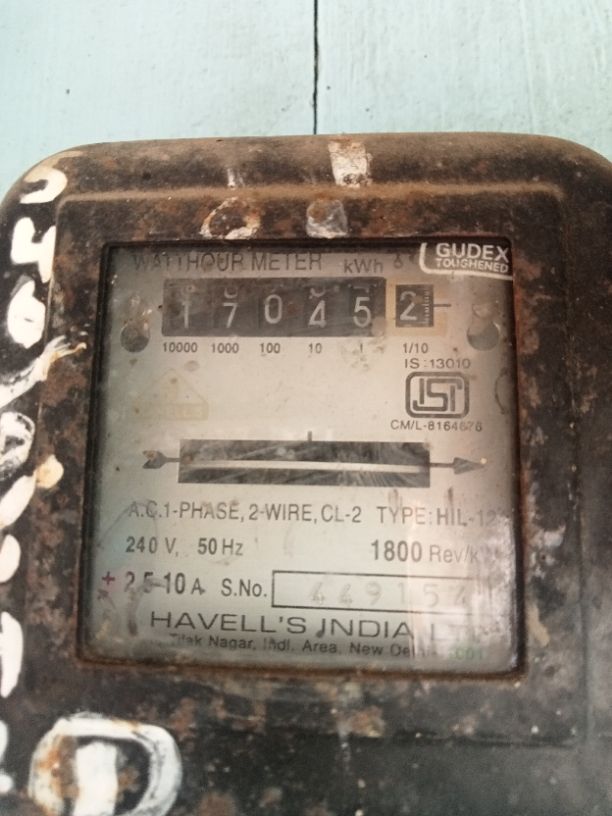 WATTHOUR METER kWh
GUDEX
TOUGHENED
1 7 0 4 5 2
10000 1000 100 10 1 1/10
IS:13010
ISI
CM/L-8164678
A.C.1-PHASE, 2-WIRE, CL-2 TYPE: HIL-12
240 V, 50 Hz 1800 Rev/k
2.5-10 A S.No. 449154
HAVELL'S INDIA
Tilak Nagar, Indl. Area, New